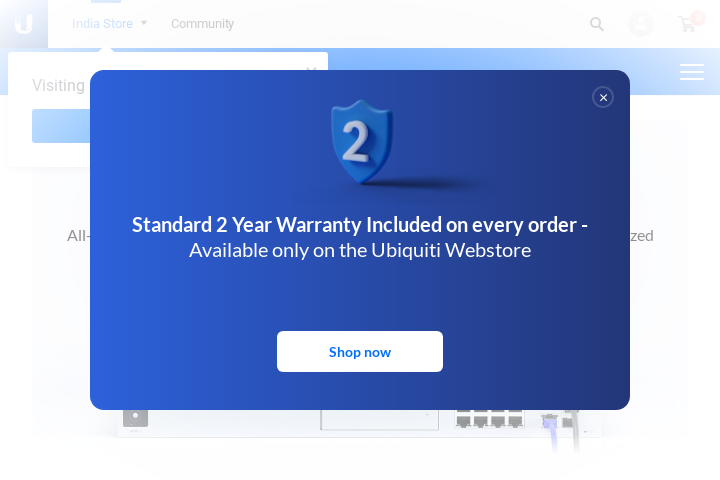 India Store
Community
Visiting
2
Standard 2 Year Warranty Included on every order -
Available only on the Ubiquiti Webstore
All-
zed
Shop now